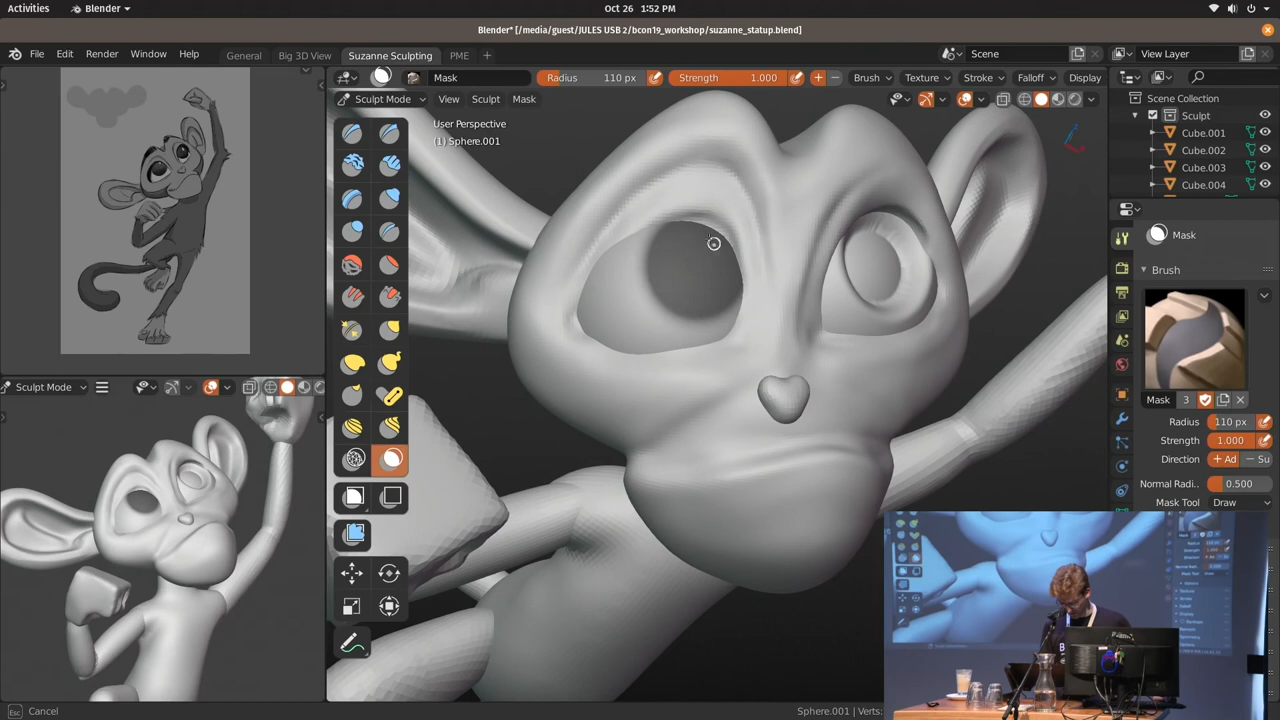 Activities
Blender
Oct 26 1:52 PM
Blender* [/media/guest/JULES USB 2/bcon19_workshop/suzanne_statup.blend]
File Edit Render Window Help
General Big 3D View Suzanne Sculpting PME +
Scene
View Layer
Mask
Radius 110 px
Strength 1.000
Brush Texture Stroke Falloff Display
Sculpt Mode View Sculpt Mask
User Perspective
(1) Sphere.001
Scene Collection
Sculpt
Cube.001
Cube.002
Cube.003
Cube.004
Mask
Brush
Mask 3
Radius 110 px
Strength 1.000
Direction + Ad — Su
Normal Radi.. 0.500
Mask Tool Draw
Sculpt Mode
Esc Cancel
Sphere.001 | Verts: